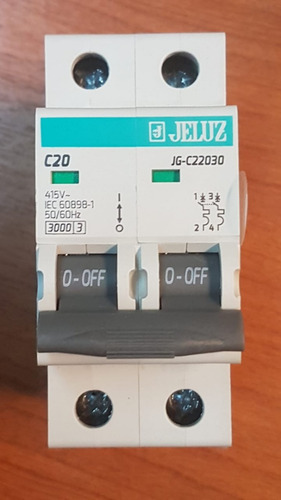 JELUZ
C20
JG-C22030
415V~
IEC 60898-1
50/60Hz
3000 3
I
O
1 3
2 4
O-OFF
O-OFF